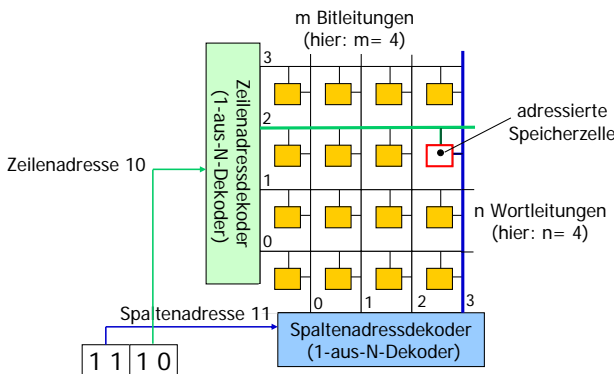 m Bitleitungen
(hier: m= 4)
3
Zeilenadressdekoder
(1-aus-N-Dekoder)
2
adressierte
Speicherzelle
Zeilenadresse 10
1
n Wortleitungen
(hier: n= 4)
0
Spaltenadresse 11
0 1 2 3
Spaltenadressdekoder
(1-aus-N-Dekoder)
1 1 1 0